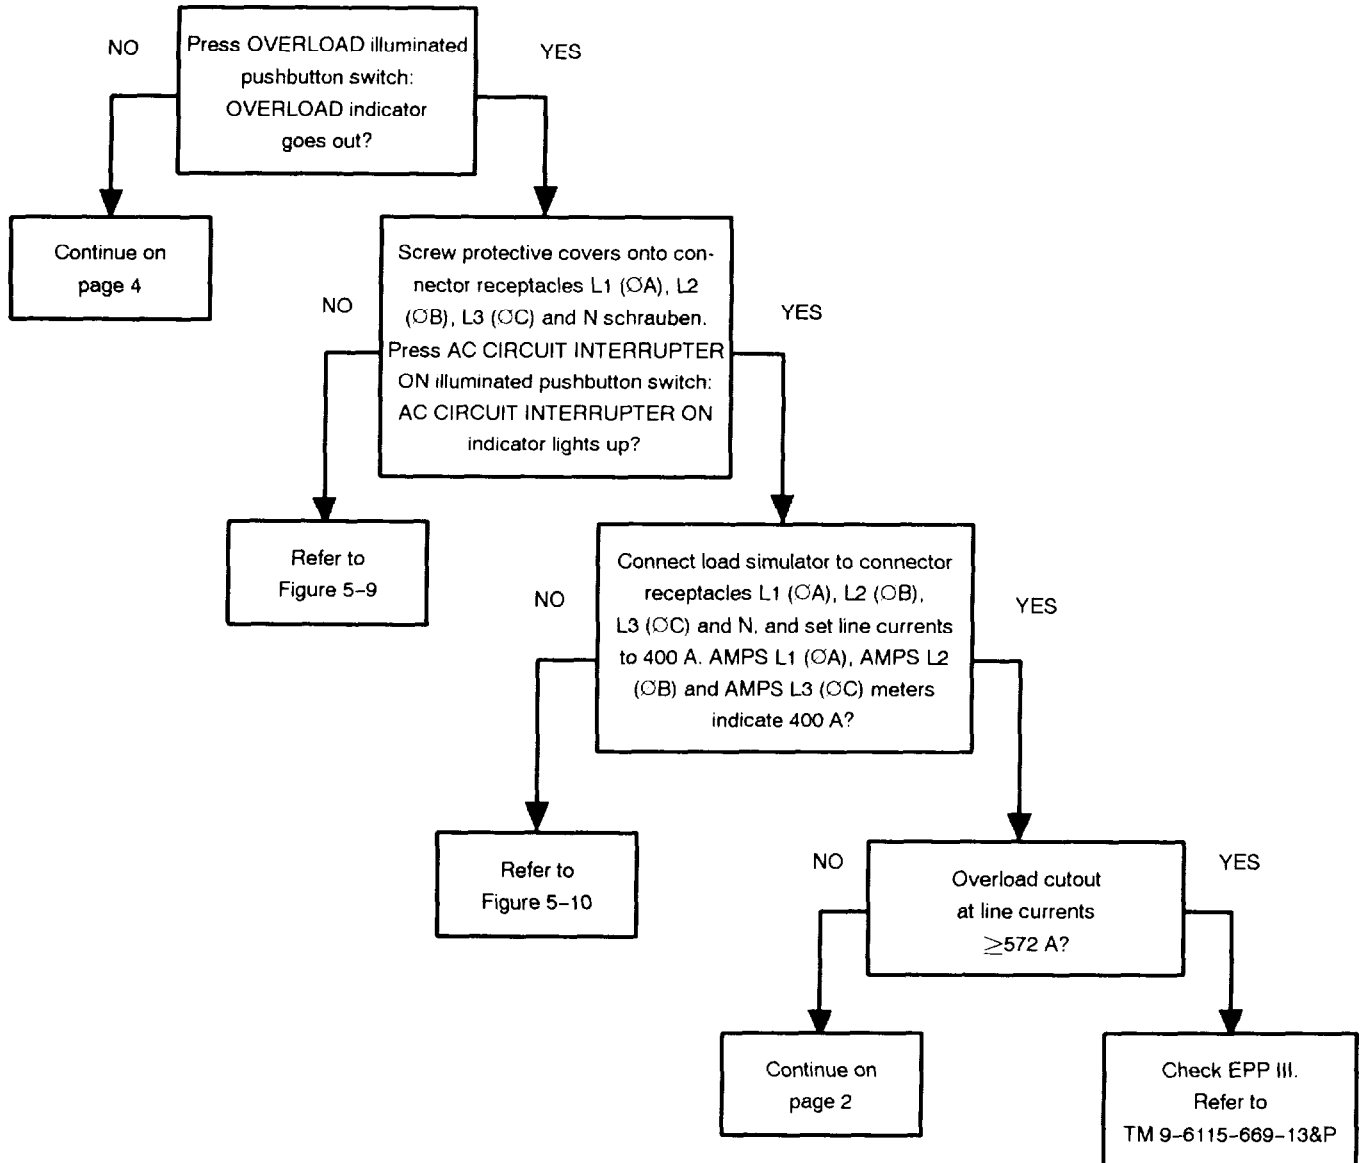 NO
Press OVERLOAD illuminated
pushbutton switch:
OVERLOAD indicator
goes out?
YES
Continue on
page 4
NO
Screw protective covers onto con-
nector receptacles L1 (∅A), L2
(∅B), L3 (∅C) and N schrauben.
Press AC CIRCUIT INTERRUPTER
ON illuminated pushbutton switch:
AC CIRCUIT INTERRUPTER ON
indicator lights up?
YES
Refer to
Figure 5-9
NO
Connect load simulator to connector
receptacles L1 (∅A), L2 (∅B),
L3 (∅C) and N, and set line currents
to 400 A. AMPS L1 (∅A), AMPS L2
(∅B) and AMPS L3 (∅C) meters
indicate 400 A?
YES
Refer to
Figure 5-10
NO
Overload cutout
at line currents
≥572 A?
YES
Continue on
page 2
Check EPP III.
Refer to
TM 9-6115-669-13&P